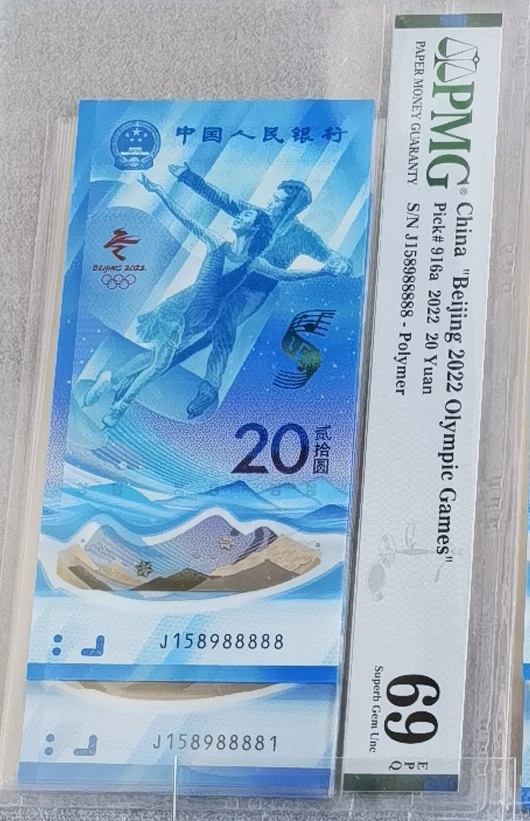 中国人民银行
BEIJING 2022
20 贰拾圆
J158988888
J158988881
PMG
PAPER MONEY GUARANTY
China "Beijing 2022 Olympic Games"
Pick# 916a 2022 20 Yuan
S/N J158988888 - Polymer
69 EPQ
Superb Gem Unc